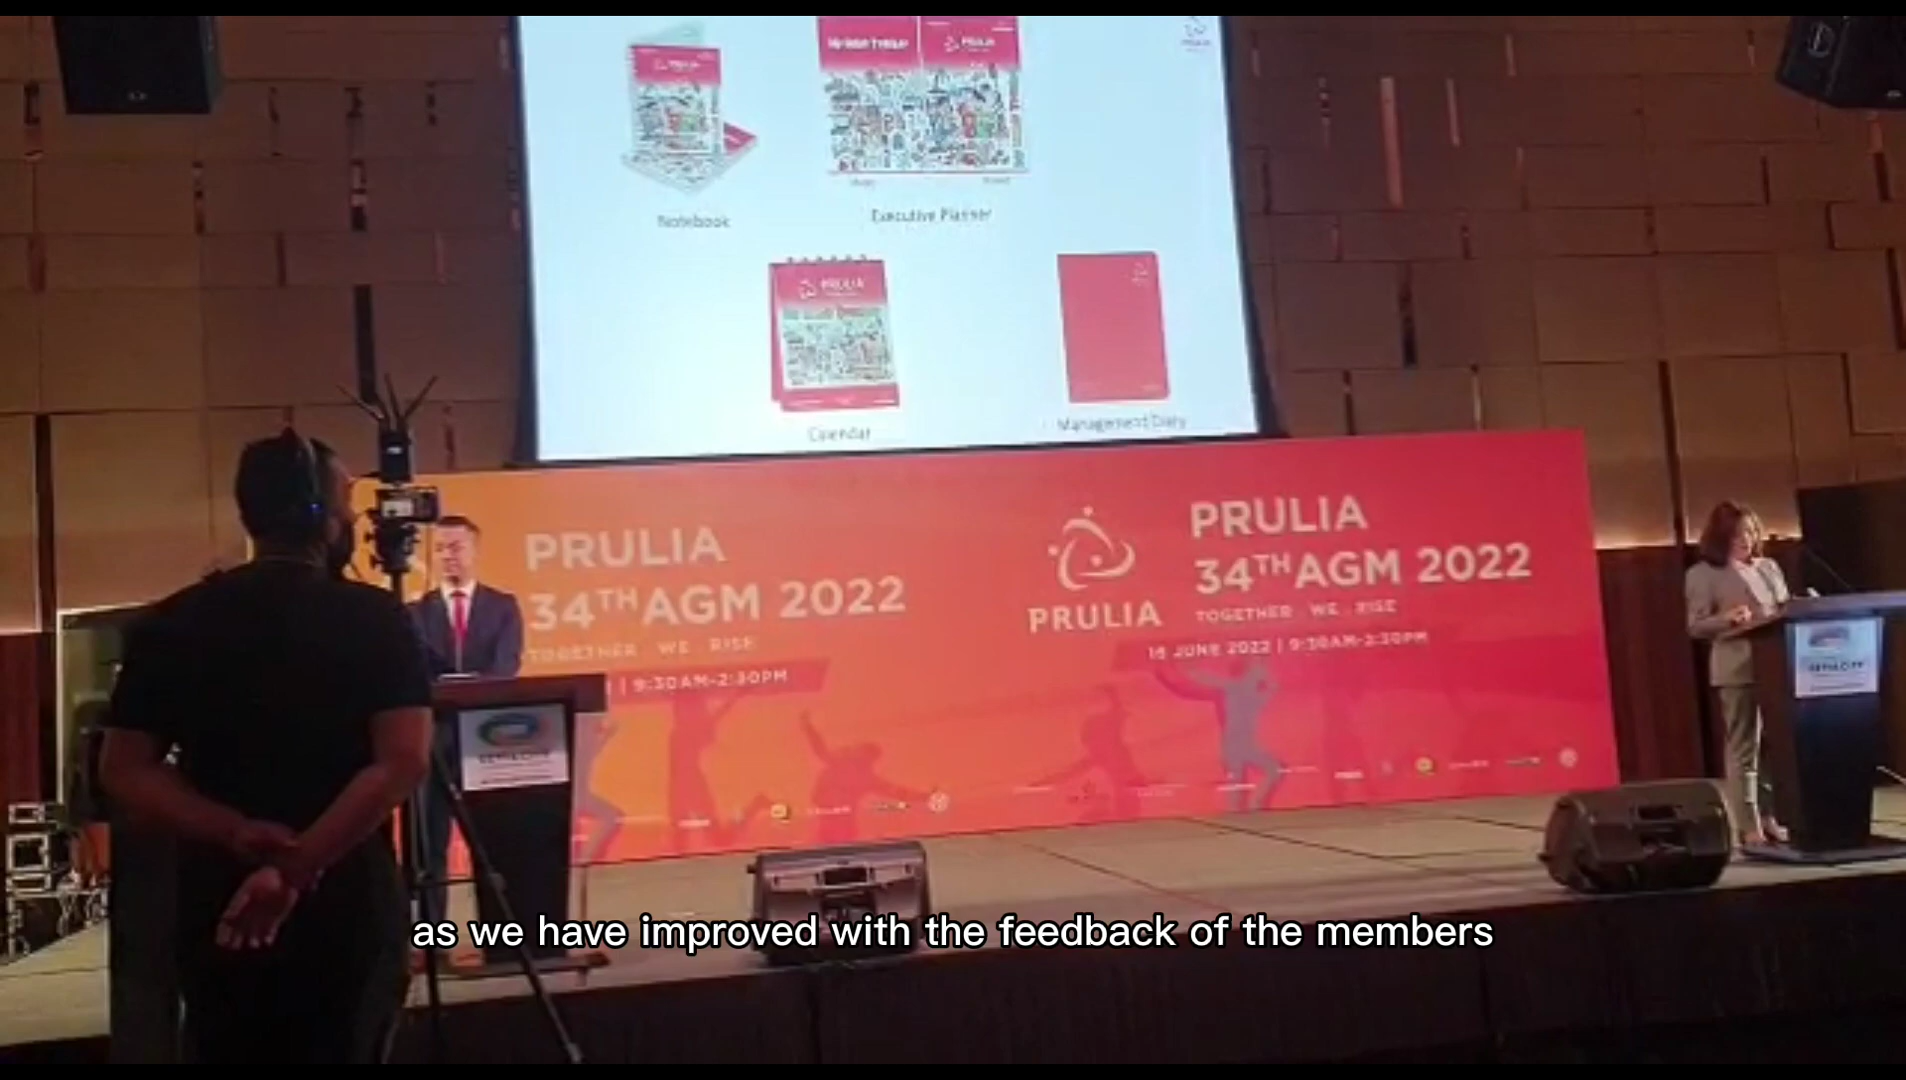 PRULIA
PRULIA
Notebook
Executive Planner
PRULIA
Calendar
Management Diary
PRULIA
34TH AGM 2022
TOGETHER WE RISE
| 9:30AM-2:30PM
PRULIA
PRULIA
34TH AGM 2022
TOGETHER WE RISE
16 JUNE 2022 | 9:30AM-2:30PM
as we have improved with the feedback of the members